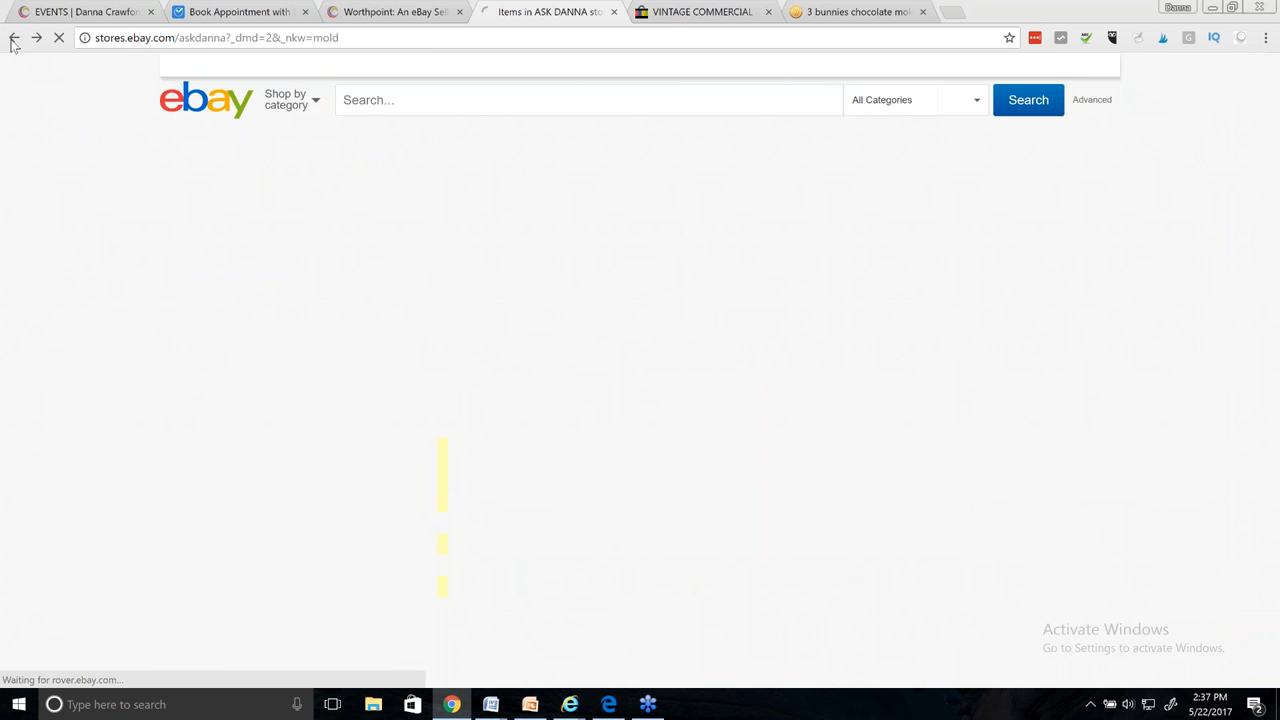 EVENTS | Danna Crawfor
Book Appointment with
Worthpoint: An eBay Sell
Items in ASK DANNA sto
VINTAGE COMMERCIAL
3 bunnies chocolate mol
Danna
stores.ebay.com/askdanna?_dmd=2&_nkw=mold
ebay
Shop by
category
Search...
All Categories
Search
Advanced
Activate Windows
Go to Settings to activate Windows.
Waiting for rover.ebay.com...
Type here to search
2:37 PM
5/22/2017